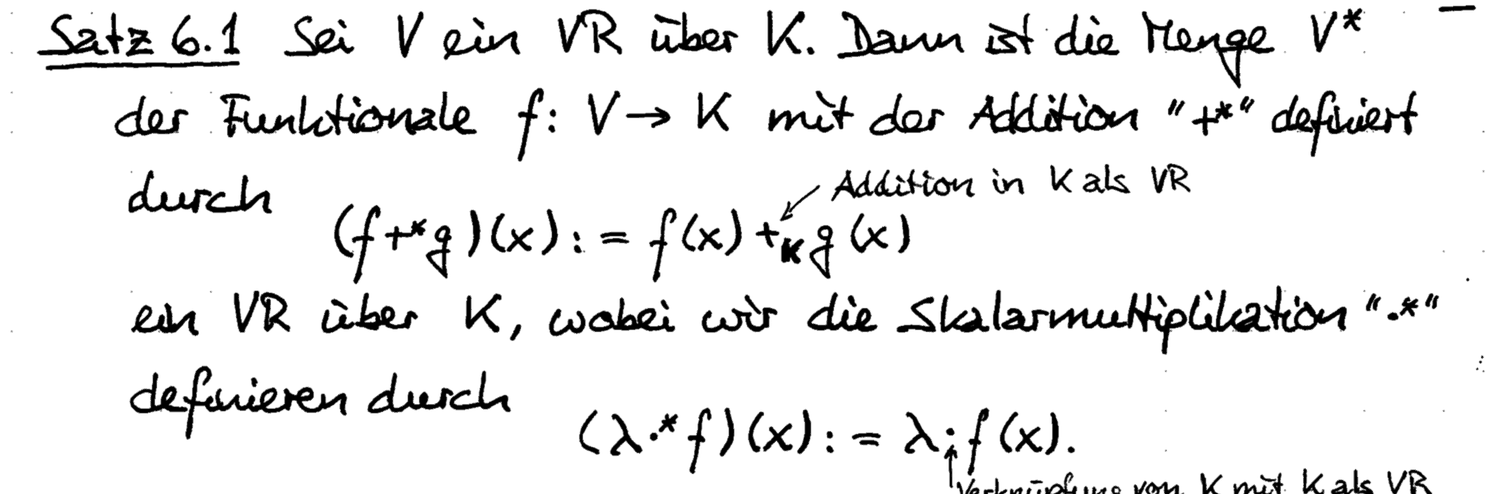 Satz 6.1 Sei V ein VR über K. Dann ist die Menge V*
der Funktionale f: V → K mit der Addition "+*" definiert
durch
Addition in K als VR
(f +* g)(x) := f(x) +_K g(x)
ein VR über K, wobei wir die Skalarmultiplikation "·*"
definieren durch
(λ ·* f)(x) := λ · f(x).
Verknüpfung von K mit K als VR